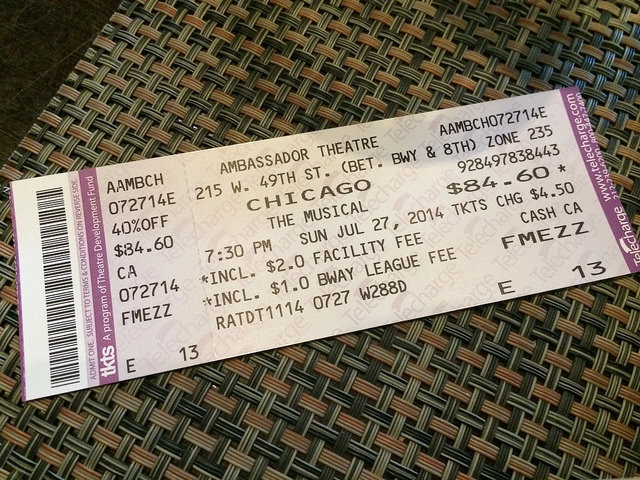 ADMIT ONE. SUBJECT TO TERMS & CONDITIONS ON REVERSE SIDE.
tkts A program of Theatre Development Fund
AAMBCH
072714E
40%OFF
$84.60
CA
072714
FMEZZ
E 13
AMBASSADOR THEATRE AAMBCH072714E
215 W. 49TH ST. (BET. BWY & 8TH) ZONE 235
CHICAGO 928497838443
THE MUSICAL $84.60 *
7:30 PM SUN JUL 27, 2014 TKTS CHG $4.50
*INCL. $2.0 FACILITY FEE CASH CA
*INCL. $1.0 BWAY LEAGUE FEE FMEZZ
RATDT1114 0727 W288D E 13
www.telecharge.com
Telecharge